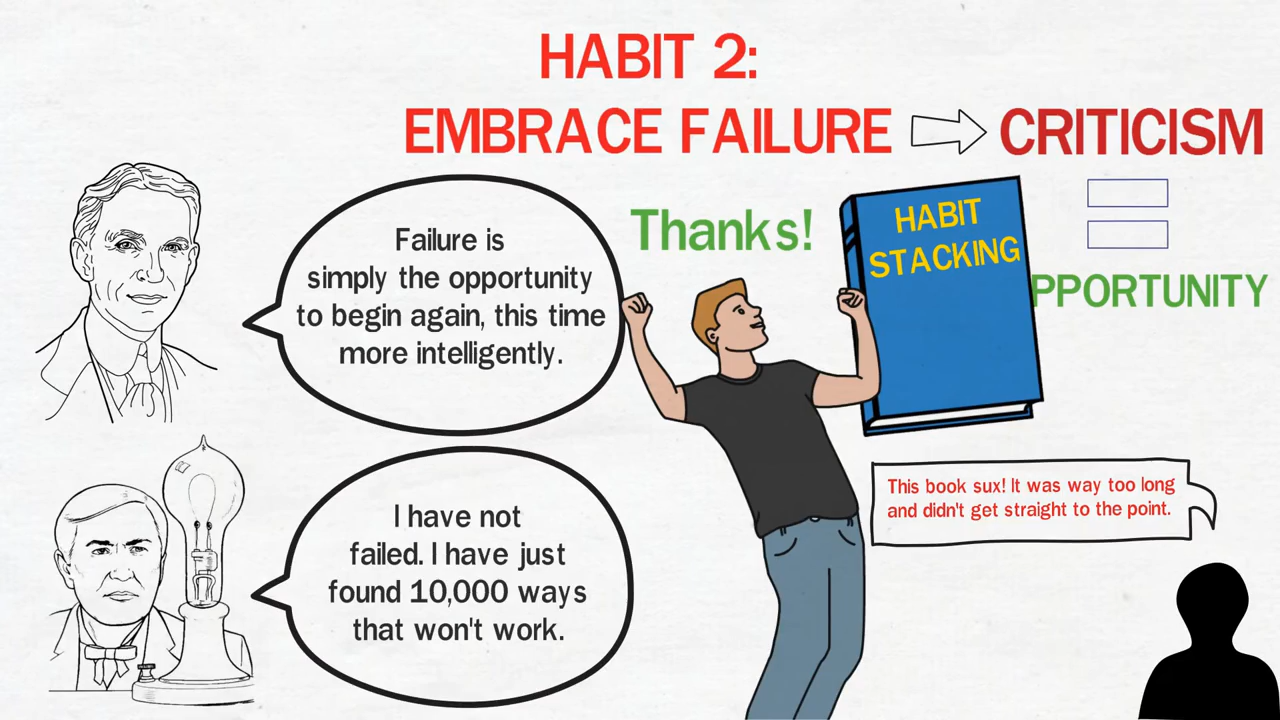 HABIT 2:
EMBRACE FAILURE
CRITICISM
Failure is
simply the opportunity
to begin again, this time
more intelligently.
Thanks!
HABIT
STACKING
PPORTUNITY
This book sux! It was way too long
and didn't get straight to the point.
I have not
failed. I have just
found 10,000 ways
that won't work.